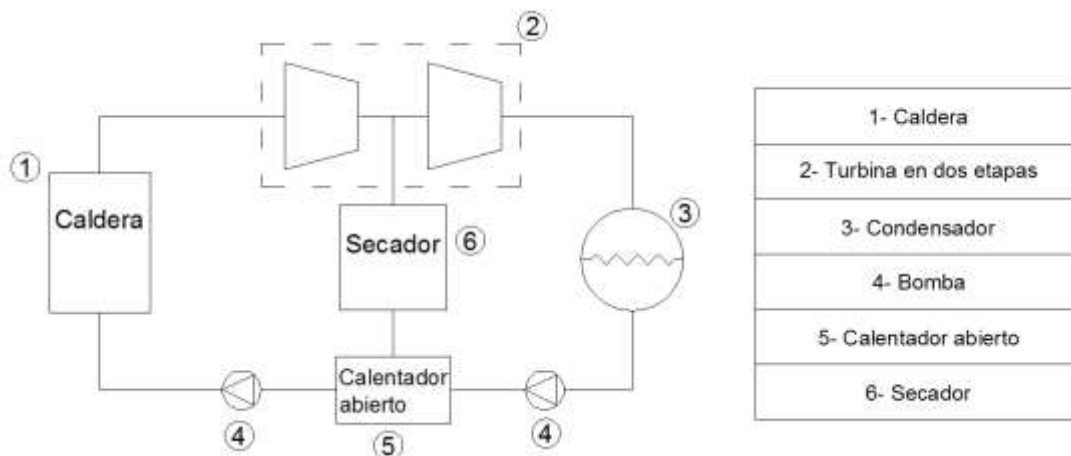 2
1
Caldera
Secador
6
3
Calentador
abierto
4
5
4
1- Caldera
2- Turbina en dos etapas
3- Condensador
4- Bomba
5- Calentador abierto
6- Secador